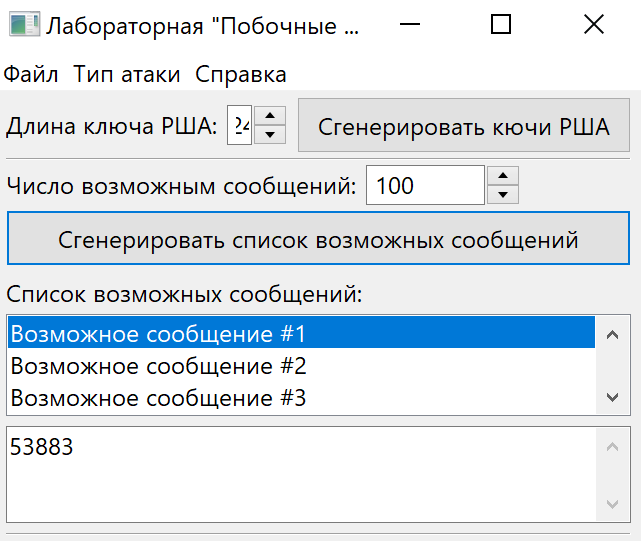 Лабораторная "Побочные ...
Файл Тип атаки Справка
Длина ключа РША: Сгенерировать кючи РША
Число возможным сообщений: 100
Сгенерировать список возможных сообщений
Список возможных сообщений:
Возможное сообщение #1
Возможное сообщение #2
Возможное сообщение #3
53883